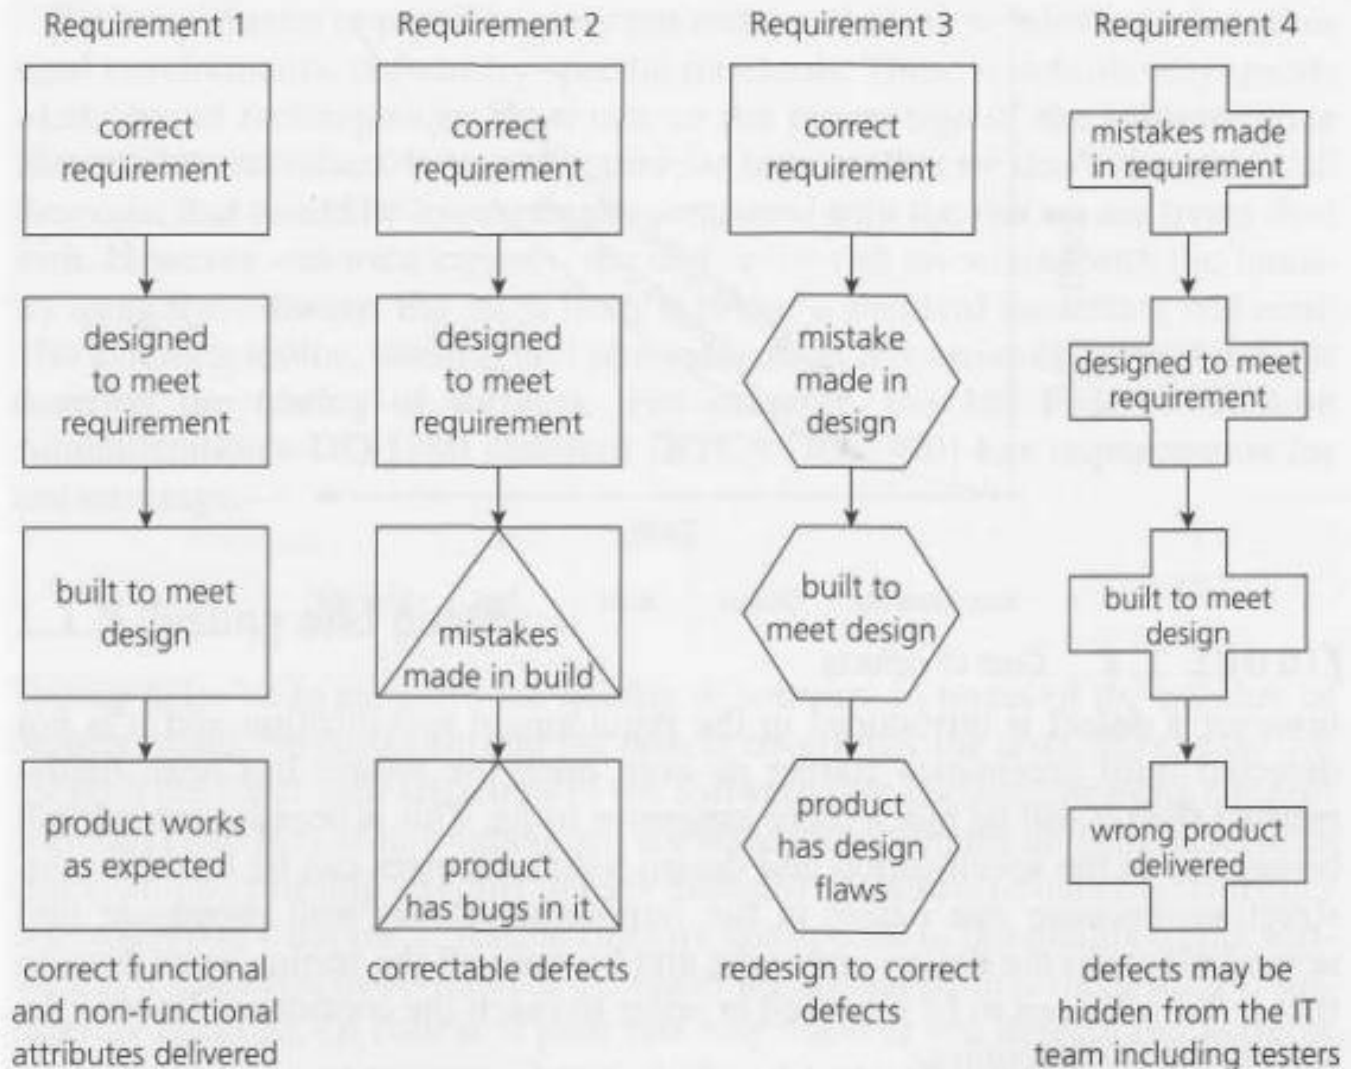 Requirement 1
correct
requirement
designed
to meet
requirement
built to meet
design
product works
as expected
correct functional
and non-functional
attributes delivered
Requirement 2
correct
requirement
designed
to meet
requirement
mistakes
made in build
product
has bugs in it
correctable defects
Requirement 3
correct
requirement
mistake
made in
design
built to
meet design
product
has design
flaws
redesign to correct
defects
Requirement 4
mistakes made
in requirement
designed to meet
requirement
built to meet
design
wrong product
delivered
defects may be
hidden from the IT
team including testers